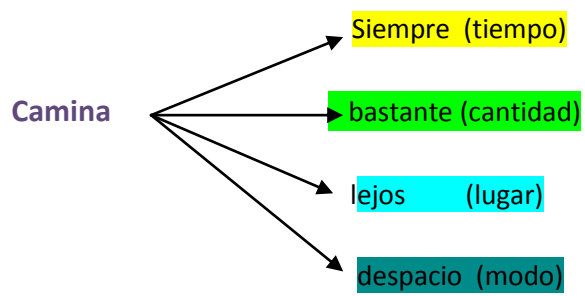 Siempre (tiempo)
Camina
bastante (cantidad)
lejos (lugar)
despacio (modo)